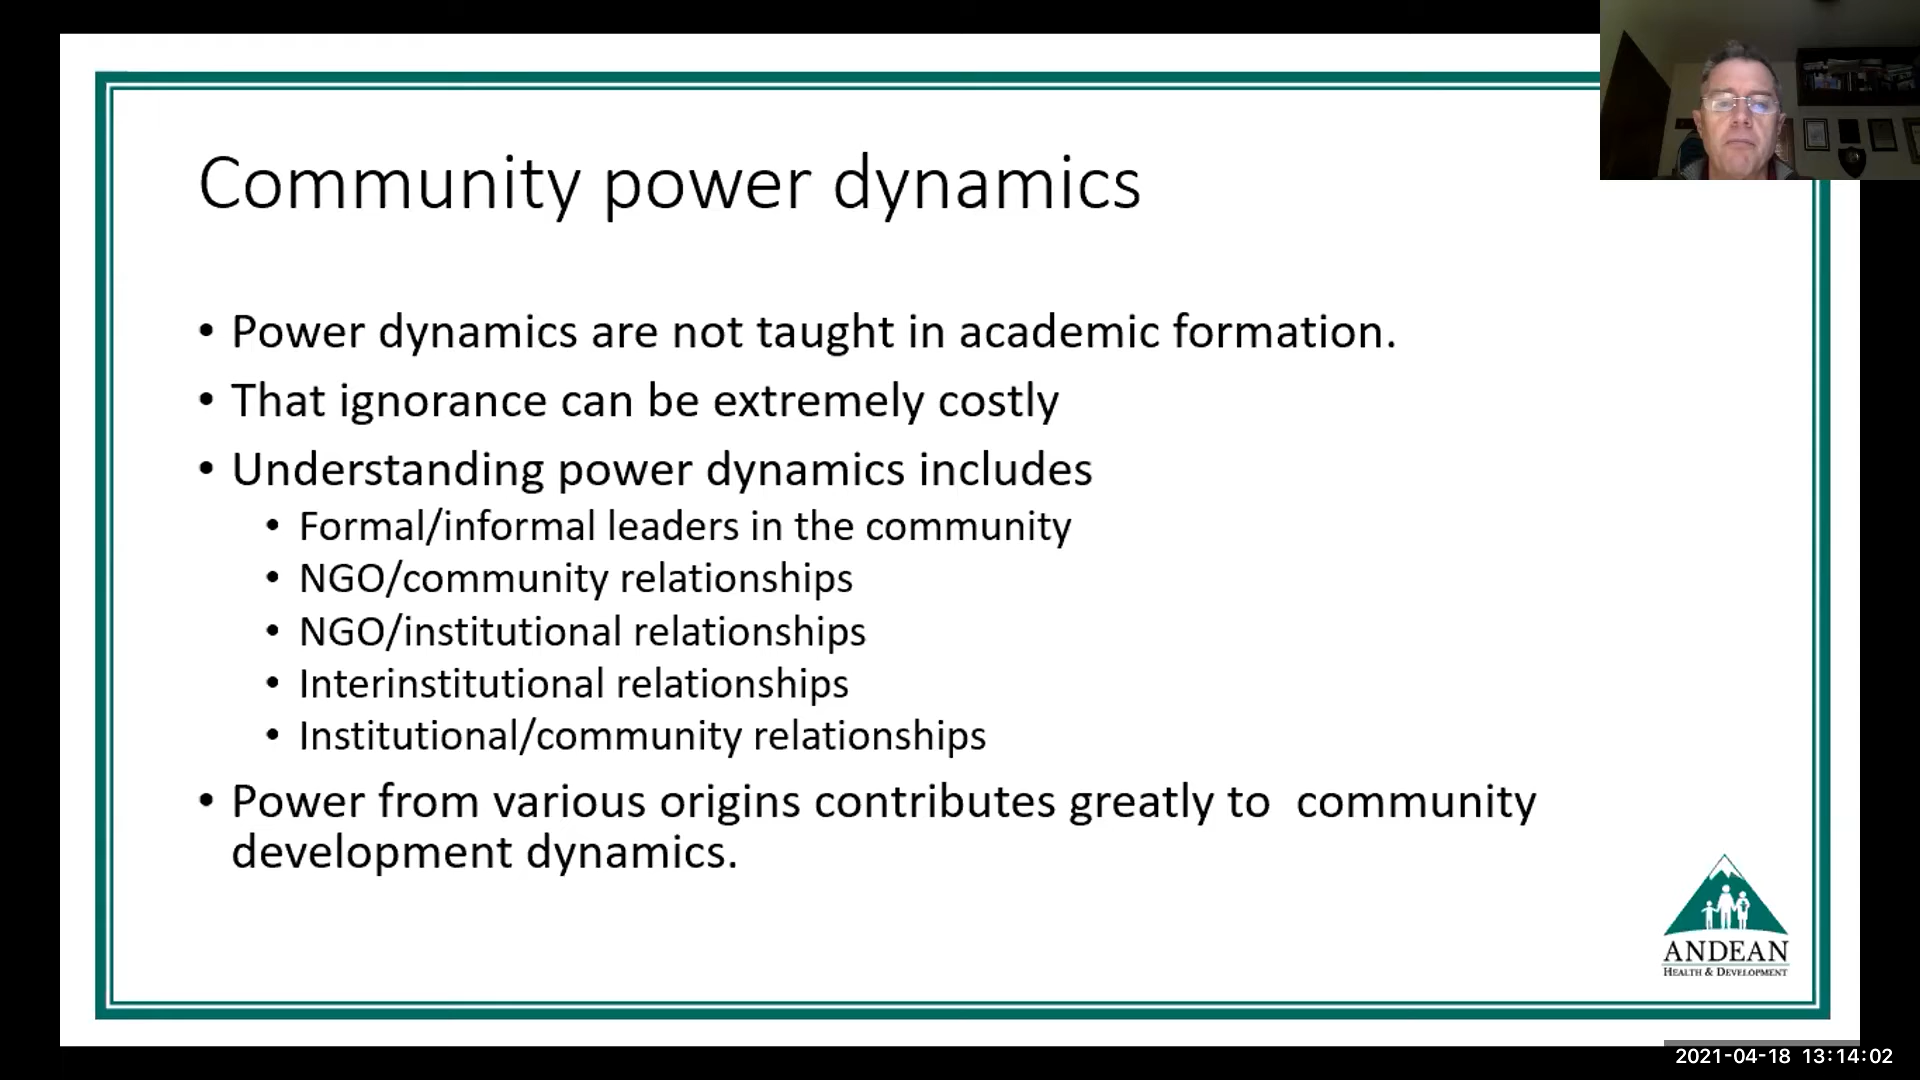 Community power dynamics
• Power dynamics are not taught in academic formation.
• That ignorance can be extremely costly
• Understanding power dynamics includes
• Formal/informal leaders in the community
• NGO/community relationships
• NGO/institutional relationships
• Interinstitutional relationships
• Institutional/community relationships
• Power from various origins contributes greatly to  community
development dynamics.
ANDEAN
HEALTH & DEVELOPMENT
2021-04-18 13:14:02